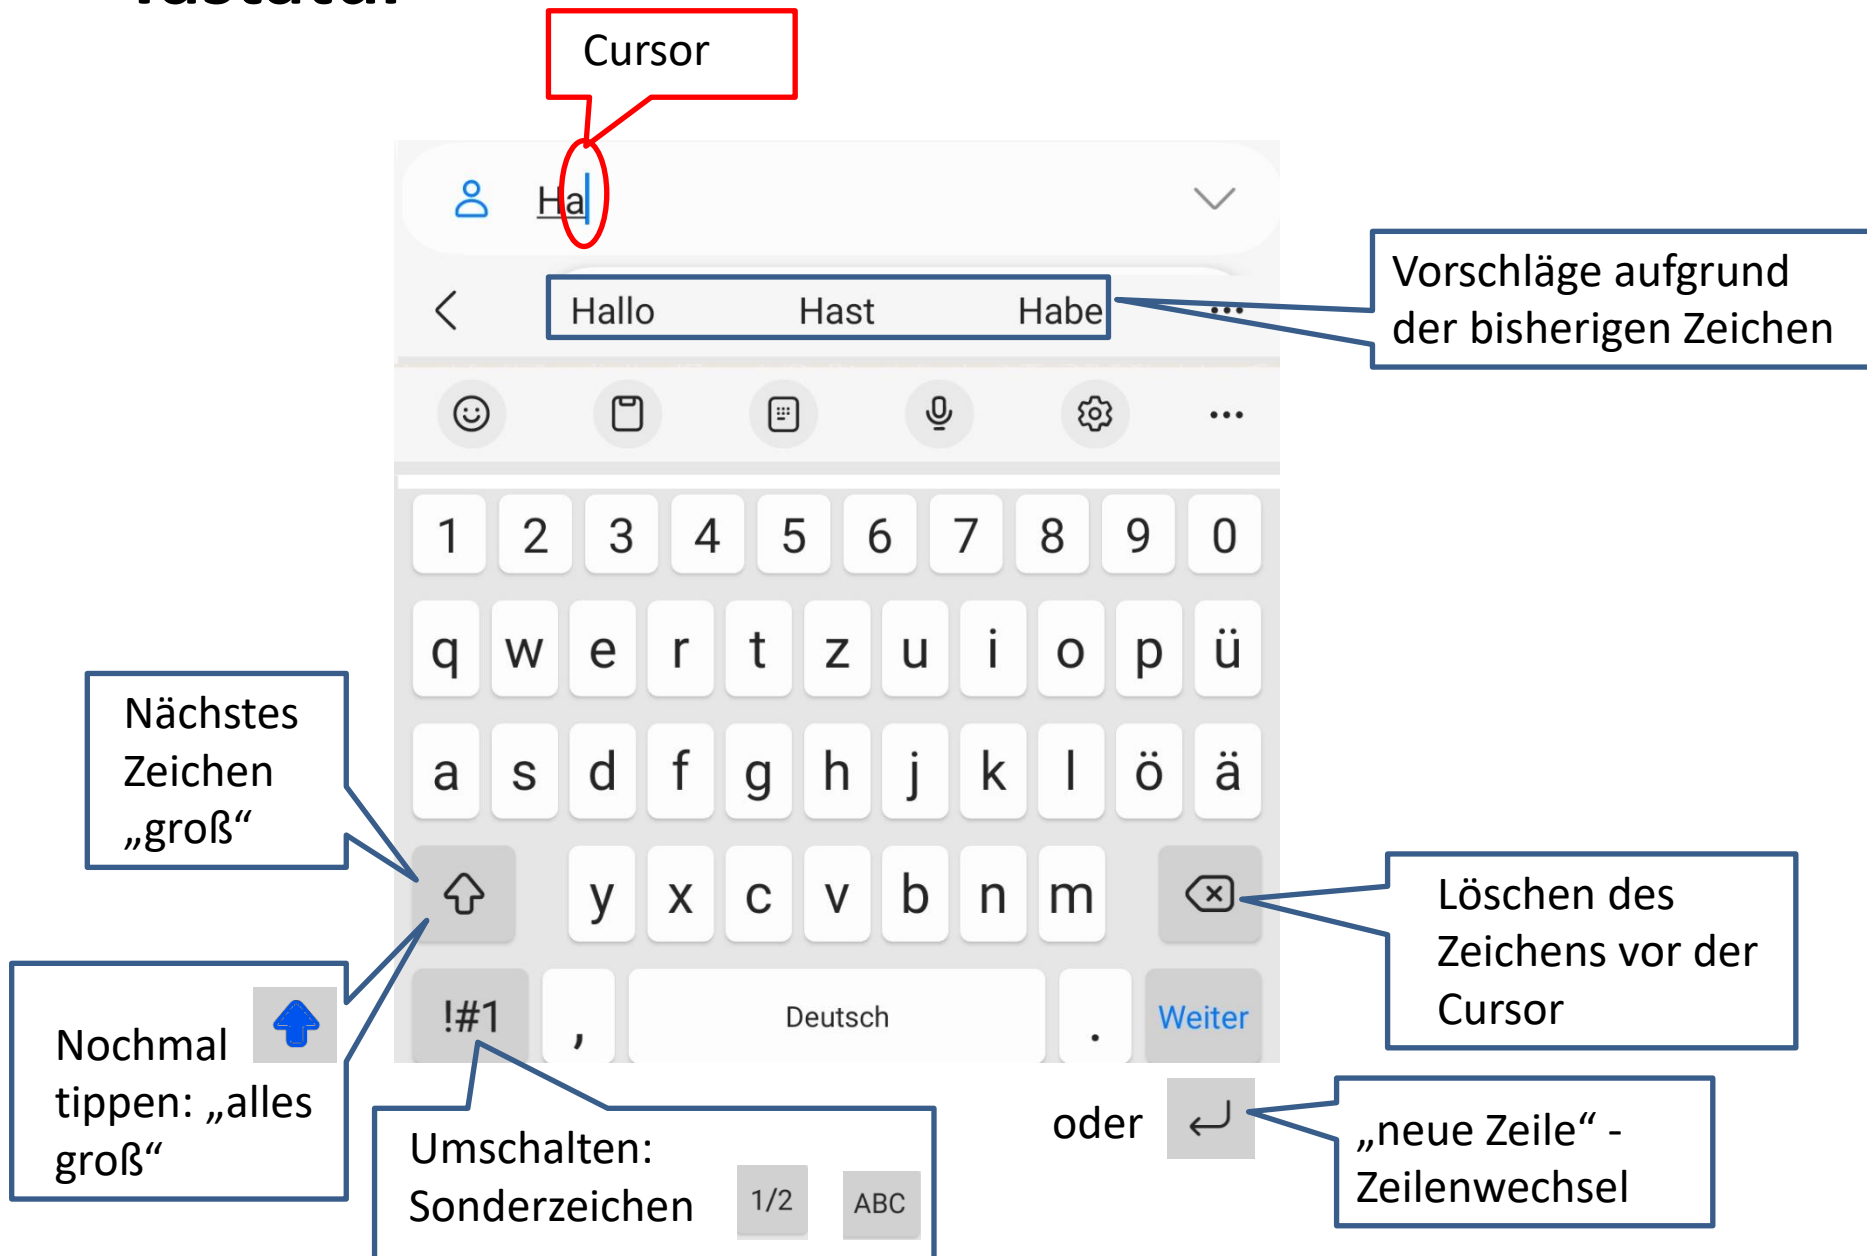 Cursor
Ha
Hallo Hast Habe
Vorschläge aufgrund
der bisherigen Zeichen
1 2 3 4 5 6 7 8 9 0
q w e r t z u i o p ü
a s d f g h j k l ö ä
y x c v b n m
!#1 , Deutsch . Weiter
Nächstes
Zeichen
„groß“
Löschen des
Zeichens vor der
Cursor
Nochmal
tippen: „alles
groß“
Umschalten:
Sonderzeichen 1/2 ABC
oder
„neue Zeile“ -
Zeilenwechsel